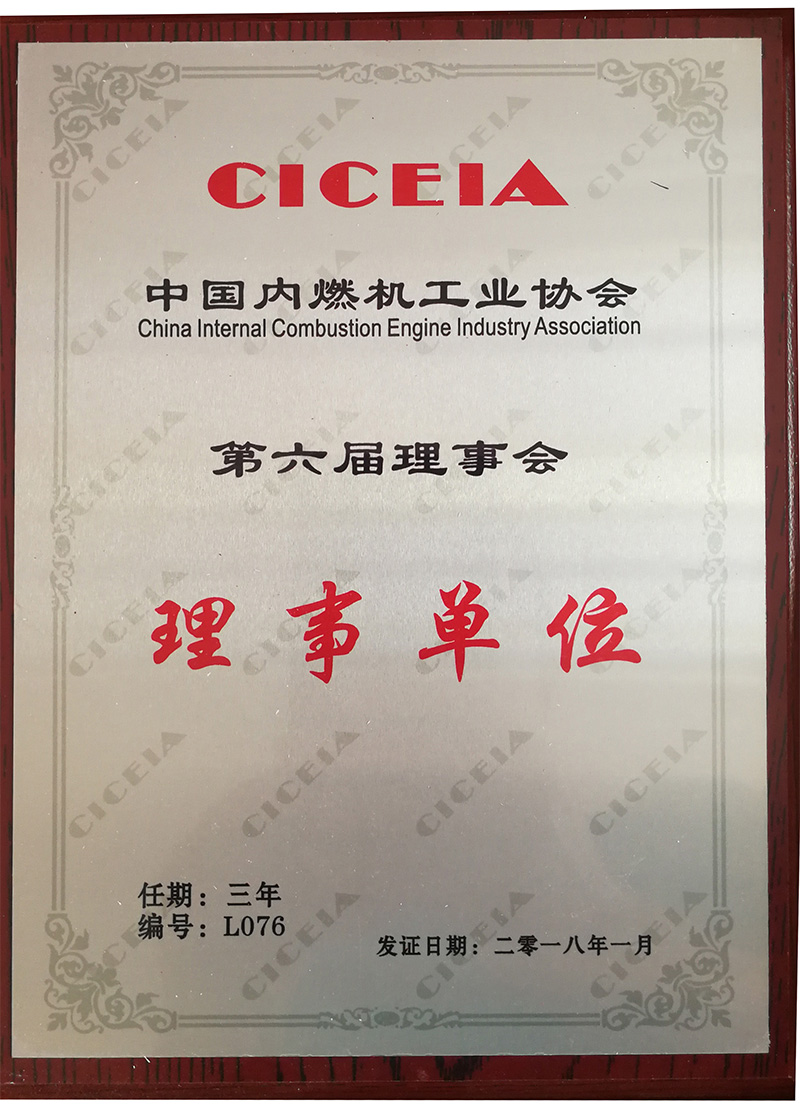 CICEIA
中国内燃机工业协会
China Internal Combustion Engine Industry Association
第六届理事会
理事单位
任期：三年
编号：L076
发证日期：二零一八年一月